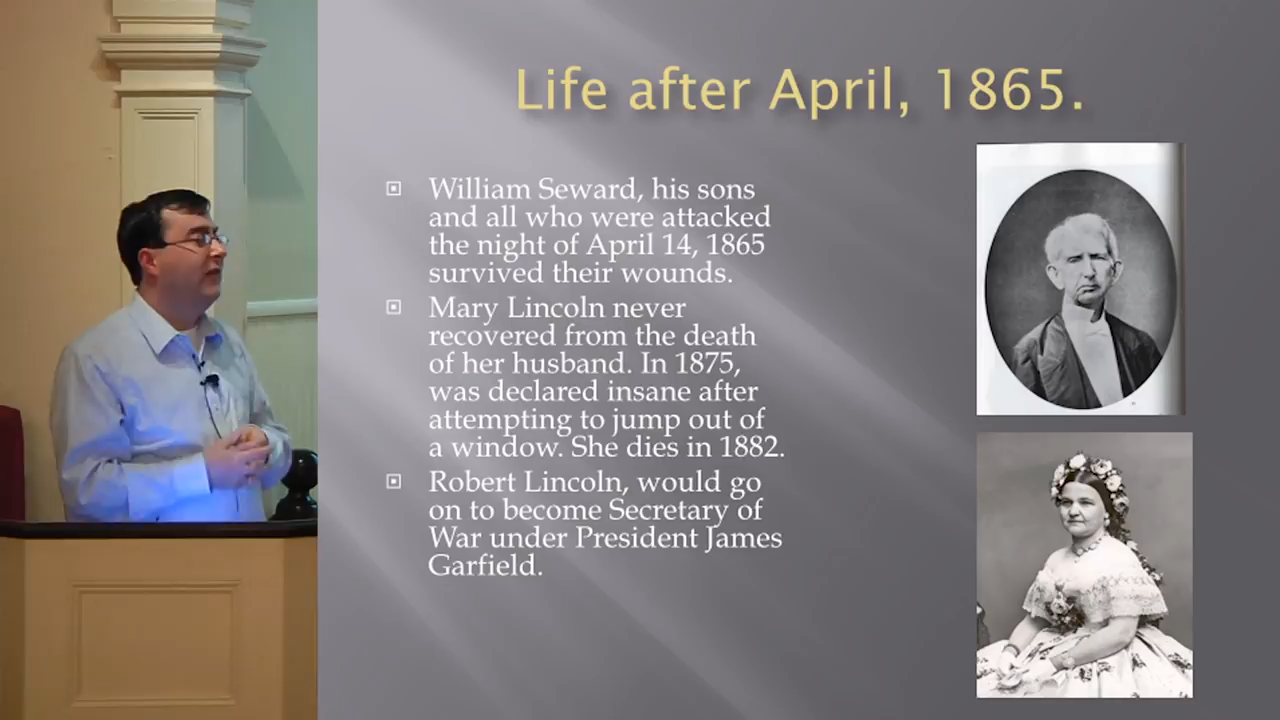 Life after April, 1865.
William Seward, his sons
and all who were attacked
the night of April 14, 1865
survived their wounds.
Mary Lincoln never
recovered from the death
of her husband. In 1875,
was declared insane after
attempting to jump out of
a window. She dies in 1882.
Robert Lincoln, would go
on to become Secretary of
War under President James
Garfield.